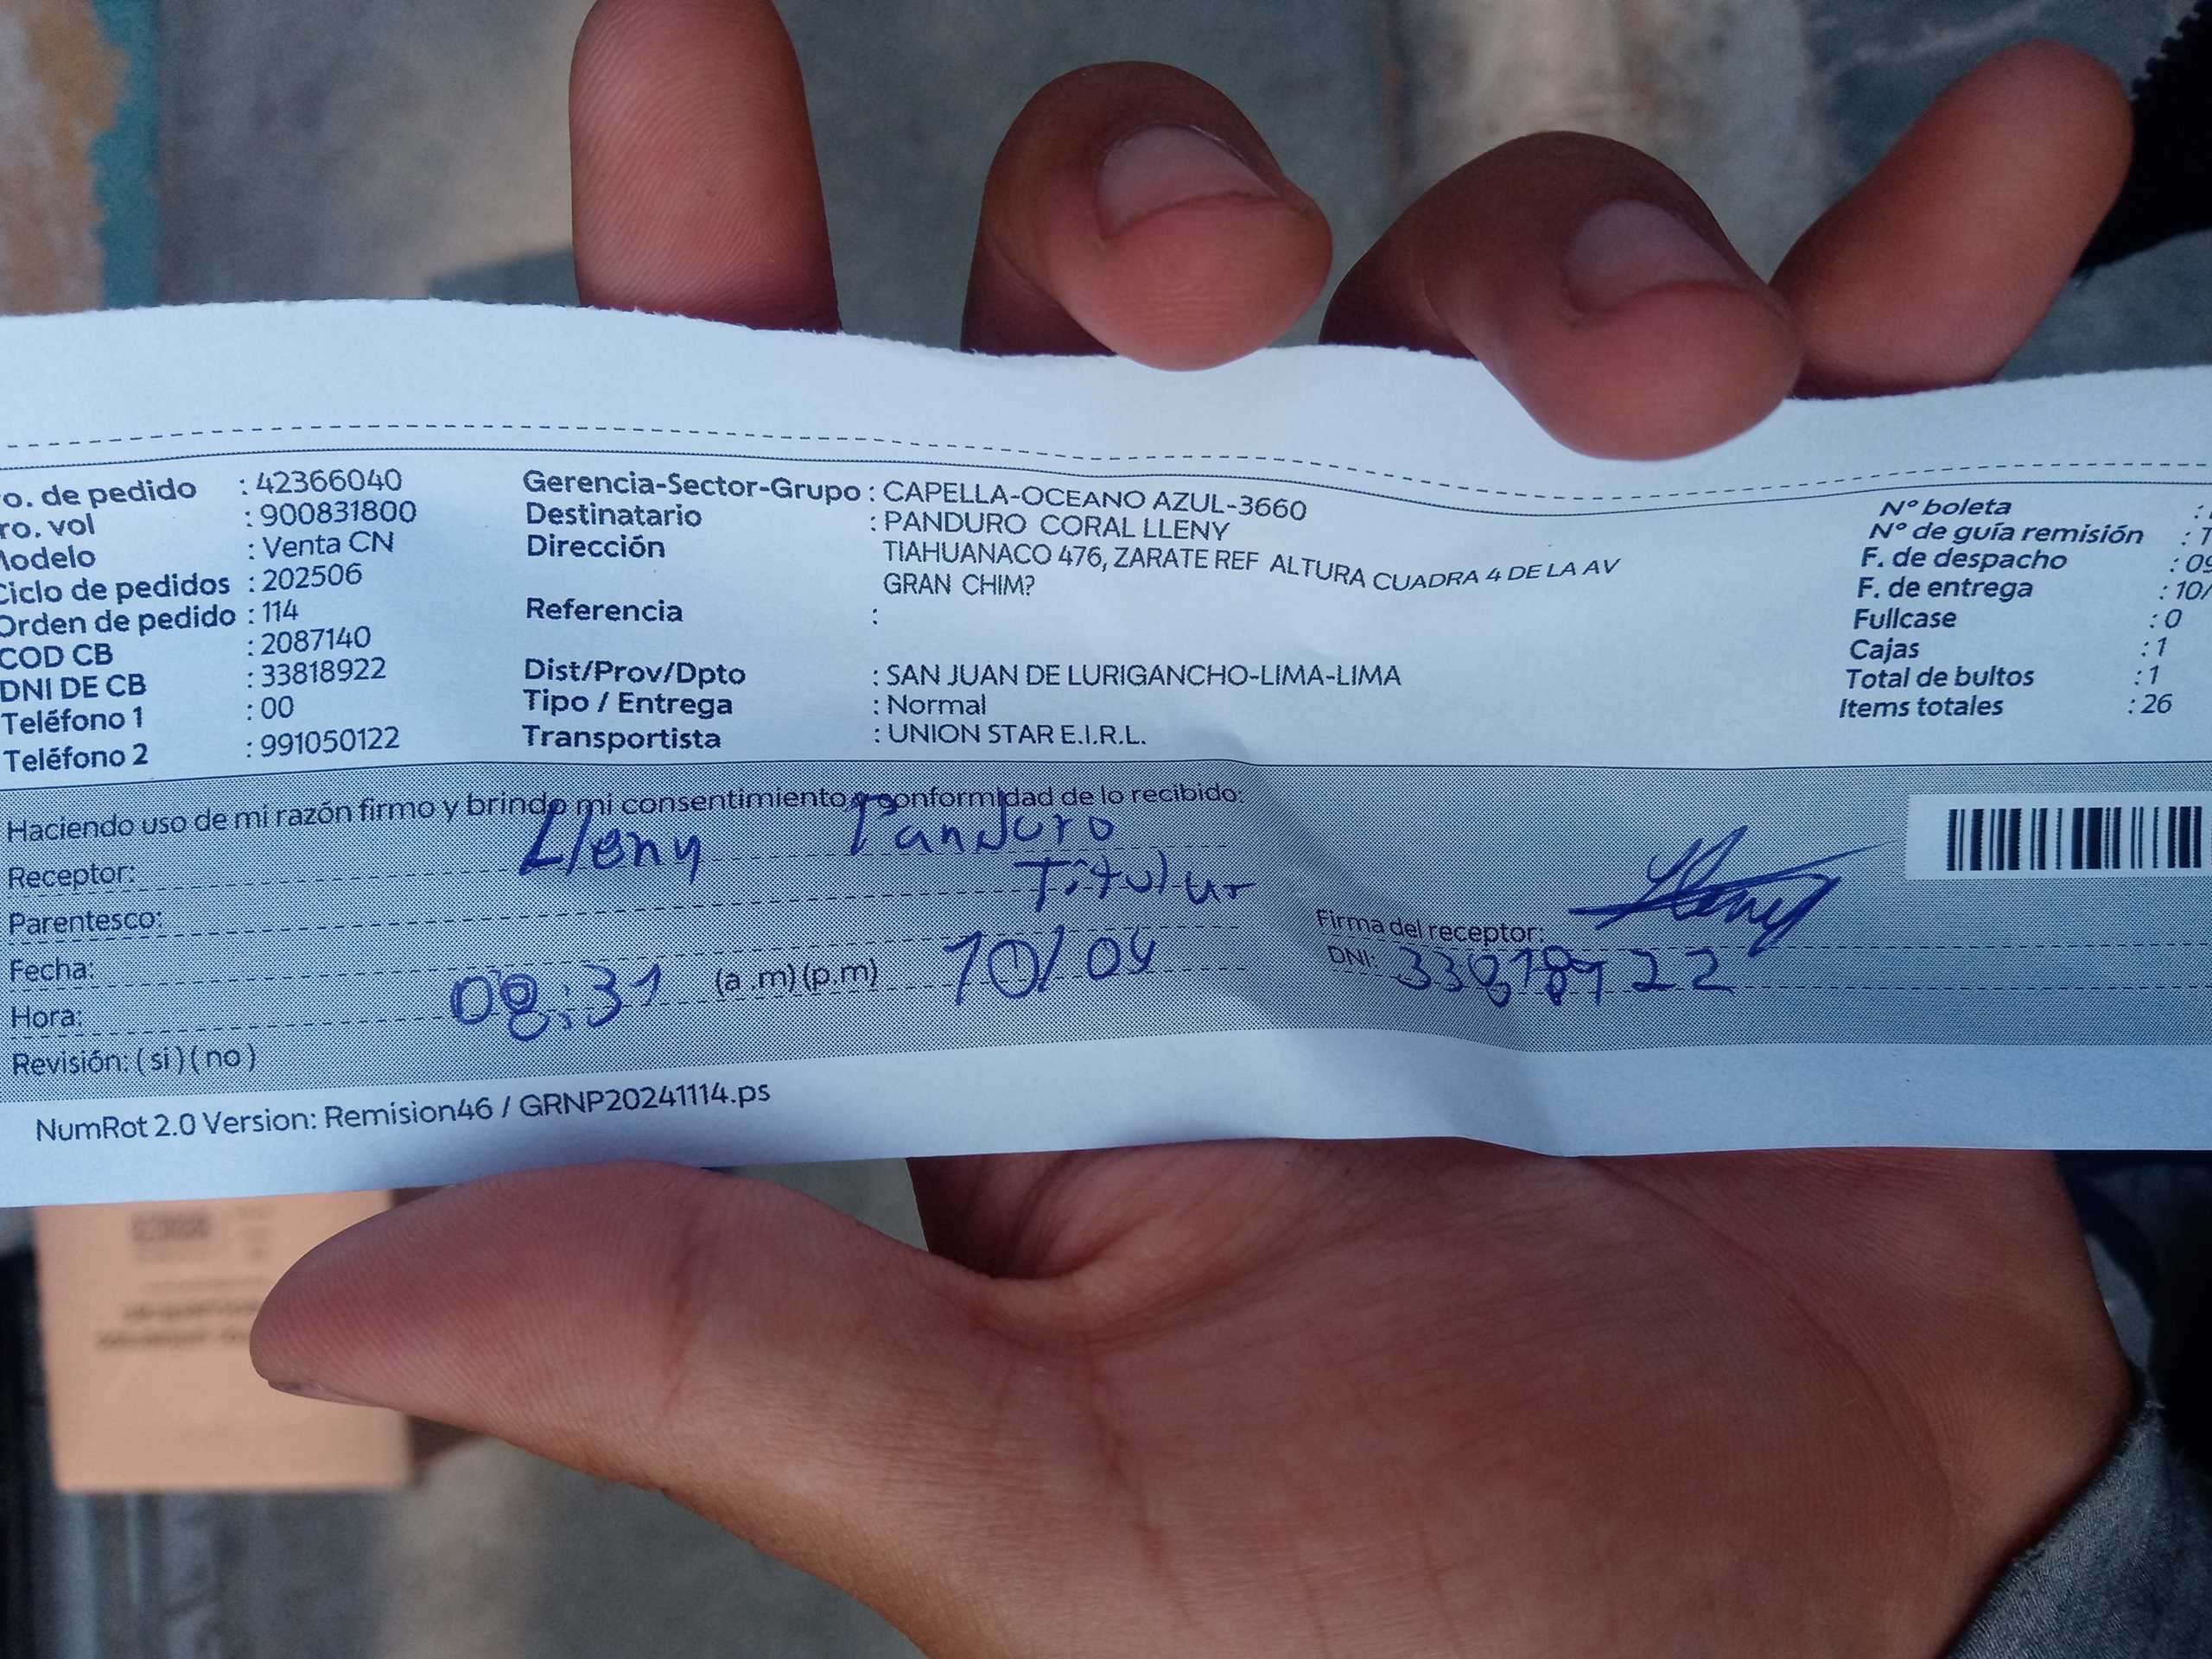 o. de pedido : 42366040
ro. vol : 900831800
Modelo : Venta CN
Ciclo de pedidos : 202506
Orden de pedido : 114
COD CB : 2087140
DNI DE CB : 33818922
Teléfono 1 : 00
Teléfono 2 : 991050122
Gerencia-Sector-Grupo : CAPELLA-OCEANO AZUL-3660
Destinatario : PANDURO CORAL LLENY
Dirección TIAHUANACO 476, ZARATE REF ALTURA CUADRA 4 DE LA AV
GRAN CHIM?
Referencia :
Dist/Prov/Dpto : SAN JUAN DE LURIGANCHO-LIMA-LIMA
Tipo / Entrega : Normal
Transportista : UNION STAR E.I.R.L.
N° boleta :
N° de guía remisión : T
F. de despacho : 09
F. de entrega : 10/
Fullcase : 0
Cajas : 1
Total de bultos : 1
Items totales : 26
Haciendo uso de mi razón firmo y brindo mi consentimiento y conformidad de lo recibido:
Receptor: Lleny Panduro
Parentesco: Titular
Fecha: 10/04
Hora: 08:31 (a.m)(p.m)
Revisión: (si)(no)
Firma del receptor: Lleny
DNI: 33818922
NumRot 2.0 Version: Remision46 / GRNP20241114.ps